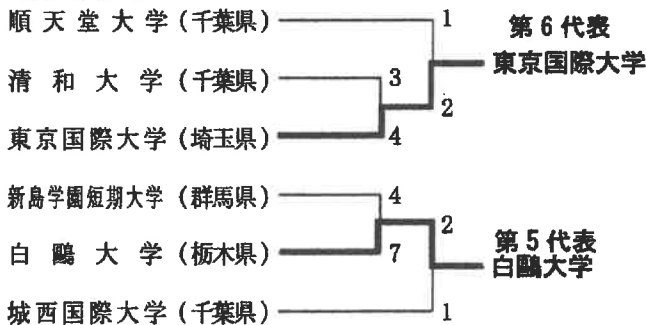 順天堂大学(千葉県)
1
第6代表
東京国際大学
清和大学(千葉県)
3
2
東京国際大学(埼玉県)
4
新島学園短期大学(群馬県)
4
2
第5代表
白鷗大学
白鷗大学(栃木県)
7
城西国際大学(千葉県)
1